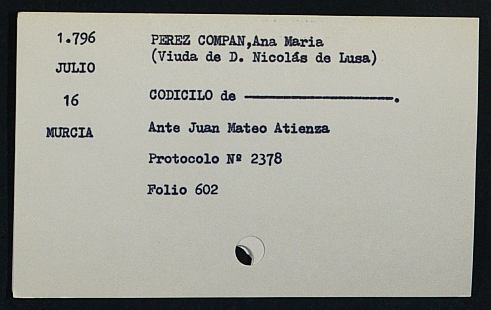 1.796 PEREZ COMPAN,Ana Maria
(Viuda de D. Nicolás de Lusa)
JULIO
16 CODICILO de ————————————.
MURCIA Ante Juan Mateo Atienza
Protocolo Nº 2378
Folio 602